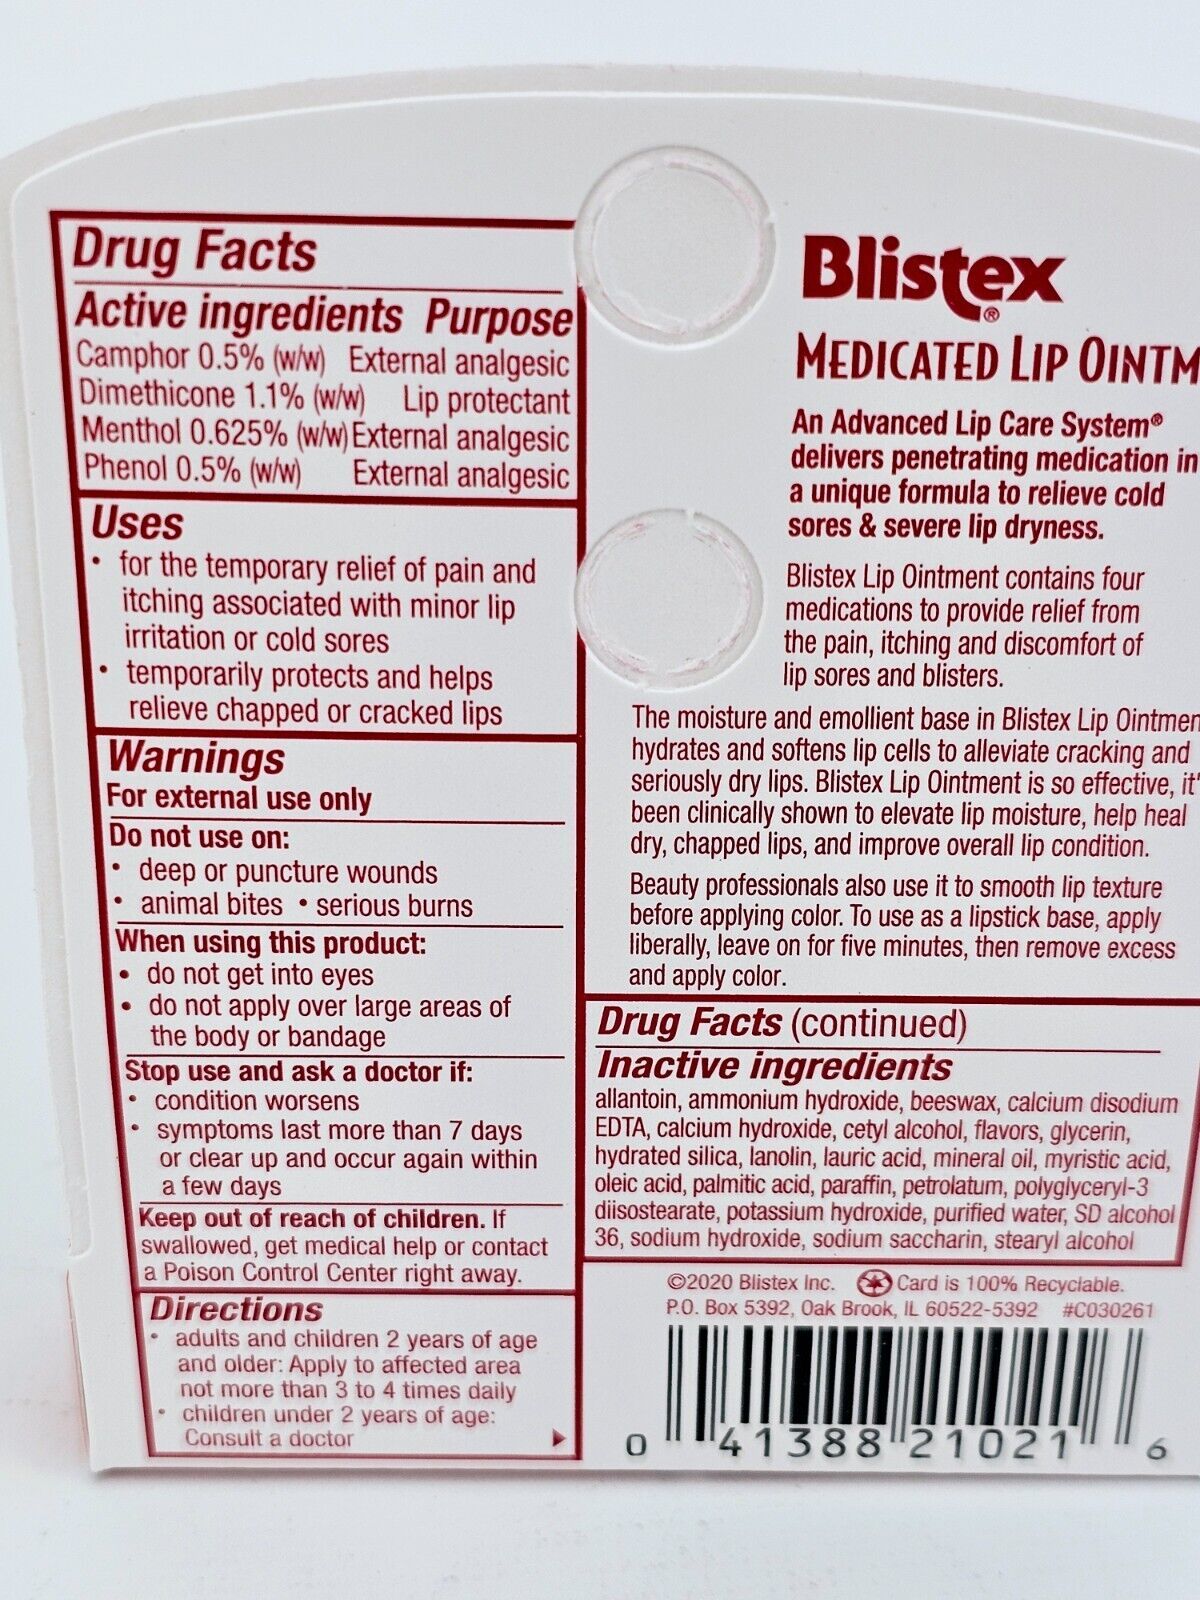 Drug Facts
Active ingredients Purpose
Camphor 0.5% (w/w) External analgesic
Dimethicone 1.1% (w/w) Lip protectant
Menthol 0.625% (w/w) External analgesic
Phenol 0.5% (w/w) External analgesic
Uses
• for the temporary relief of pain and
itching associated with minor lip
irritation or cold sores
• temporarily protects and helps
relieve chapped or cracked lips
Warnings
For external use only
Do not use on:
• deep or puncture wounds
• animal bites • serious burns
When using this product:
• do not get into eyes
• do not apply over large areas of
the body or bandage
Stop use and ask a doctor if:
• condition worsens
• symptoms last more than 7 days
or clear up and occur again within
a few days
Keep out of reach of children. If
swallowed, get medical help or contact
a Poison Control Center right away.
Directions
• adults and children 2 years of age
and older: Apply to affected area
not more than 3 to 4 times daily
• children under 2 years of age:
Consult a doctor
Blistex®
MEDICATED LIP OINTM
An Advanced Lip Care System®
delivers penetrating medication in
a unique formula to relieve cold
sores & severe lip dryness.
Blistex Lip Ointment contains four
medications to provide relief from
the pain, itching and discomfort of
lip sores and blisters.
The moisture and emollient base in Blistex Lip Ointmen
hydrates and softens lip cells to alleviate cracking and
seriously dry lips. Blistex Lip Ointment is so effective, it'
been clinically shown to elevate lip moisture, help heal
dry, chapped lips, and improve overall lip condition.
Beauty professionals also use it to smooth lip texture
before applying color. To use as a lipstick base, apply
liberally, leave on for five minutes, then remove excess
and apply color.
Drug Facts (continued)
Inactive ingredients
allantoin, ammonium hydroxide, beeswax, calcium disodium
EDTA, calcium hydroxide, cetyl alcohol, flavors, glycerin,
hydrated silica, lanolin, lauric acid, mineral oil, myristic acid,
oleic acid, palmitic acid, paraffin, petrolatum, polyglyceryl-3
diisostearate, potassium hydroxide, purified water, SD alcohol
36, sodium hydroxide, sodium saccharin, stearyl alcohol
©2020 Blistex Inc. Card is 100% Recyclable.
P.O. Box 5392, Oak Brook, IL 60522-5392 #C030261
0 41388 21021 6